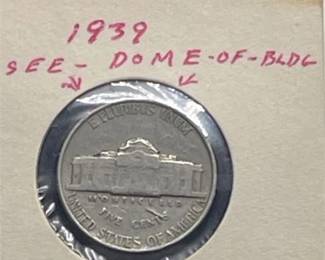 1939
SEE - DOME-OF-BLDG
E PLURIBUS UNUM
MONTICELLO
FIVE CENTS
UNITED STATES OF AMERICA